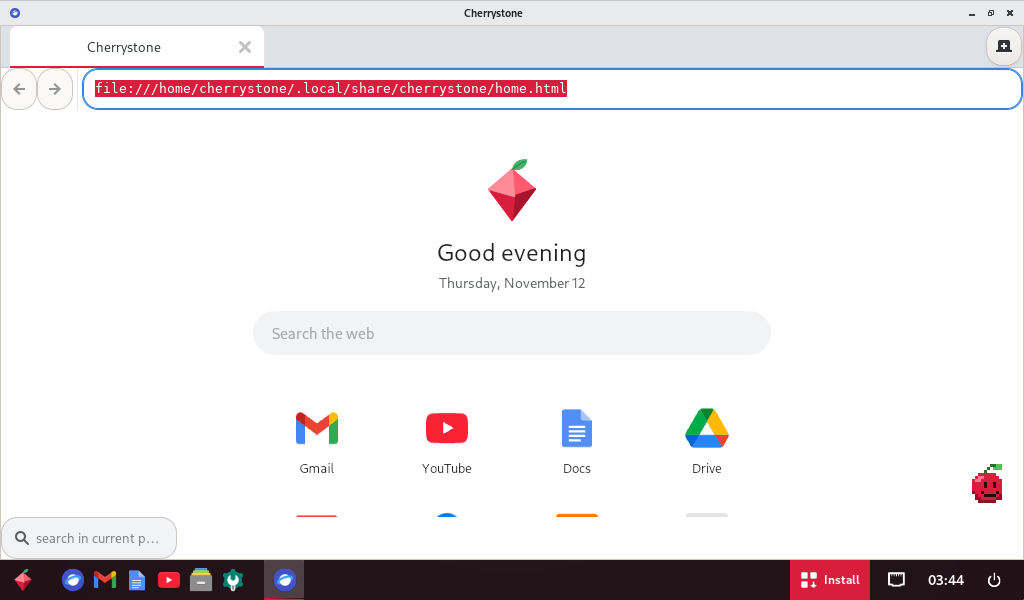 Cherrystone
Cherrystone
file:///home/cherrystone/.local/share/cherrystone/home.html
Good evening
Thursday, November 12
Search the web
Gmail
YouTube
Docs
Drive
search in current p...
Install
03:44